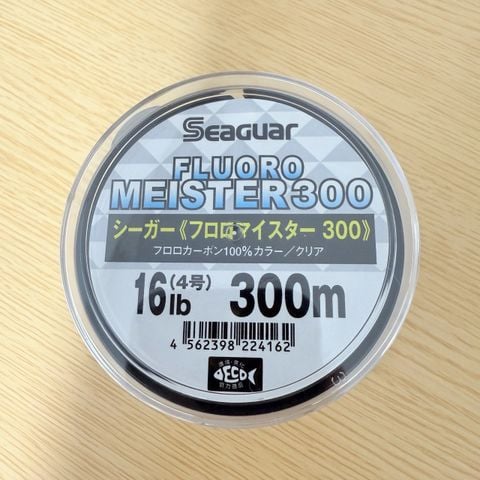 Seaguar
FLUORO
MEISTER300
シーガー《フロロマイスター 300》
フロロカーボン100%カラー/クリア
16lb (4号) 300m
4 562398 224162
ECO